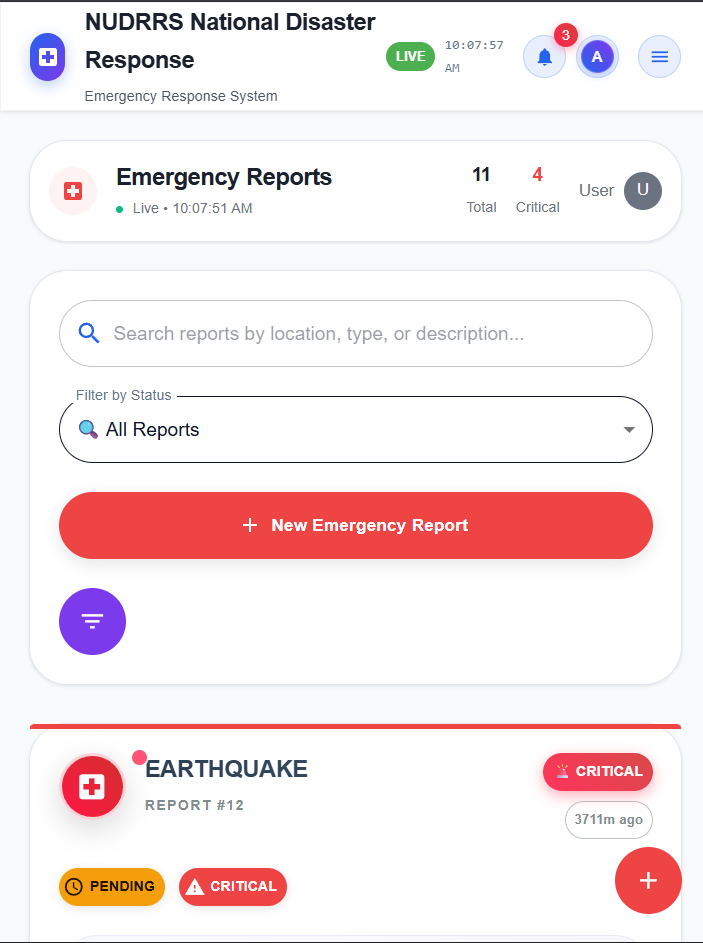 NUDRRS National Disaster
Response
Emergency Response System
LIVE
10:07:57
AM
3
A
Emergency Reports
Live • 10:07:51 AM
11
Total
4
Critical
User
U
Search reports by location, type, or description...
Filter by Status
All Reports
+ New Emergency Report
EARTHQUAKE
REPORT #12
CRITICAL
3711m ago
PENDING
CRITICAL
+